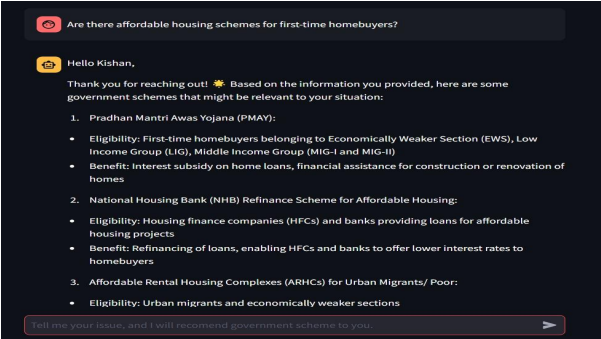 Are there affordable housing schemes for first-time homebuyers?
Hello Kishan,
Thank you for reaching out! 🌟 Based on the information you provided, here are some
government schemes that might be relevant to your situation:
1. Pradhan Mantri Awas Yojana (PMAY):
• Eligibility: First-time homebuyers belonging to Economically Weaker Section (EWS), Low
Income Group (LIG), Middle Income Group (MIG-I and MIG-II)
• Benefit: Interest subsidy on home loans, financial assistance for construction or renovation of
homes
2. National Housing Bank (NHB) Refinance Scheme for Affordable Housing:
• Eligibility: Housing finance companies (HFCs) and banks providing loans for affordable
housing projects
• Benefit: Refinancing of loans, enabling HFCs and banks to offer lower interest rates to
homebuyers
3. Affordable Rental Housing Complexes (ARHCs) for Urban Migrants/ Poor:
• Eligibility: Urban migrants and economically weaker sections
Tell me your issue, and I will recomend government scheme to you.